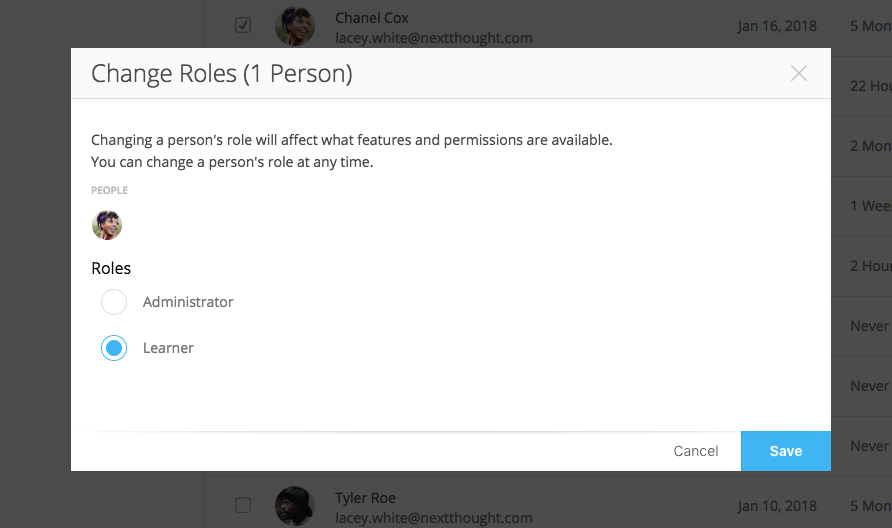 Chanel Cox
lacey.white@nextthought.com
Jan 16, 2018
5 Mon
Change Roles (1 Person)
22 Hou
Changing a person's role will affect what features and permissions are available.
You can change a person's role at any time.
2 Mon
PEOPLE
1 Wee
Roles
2 Hour
Administrator
Never
Learner
Never
Never
Cancel
Save
Tyler Roe
lacey.white@nextthought.com
Jan 10, 2018
5 Mon